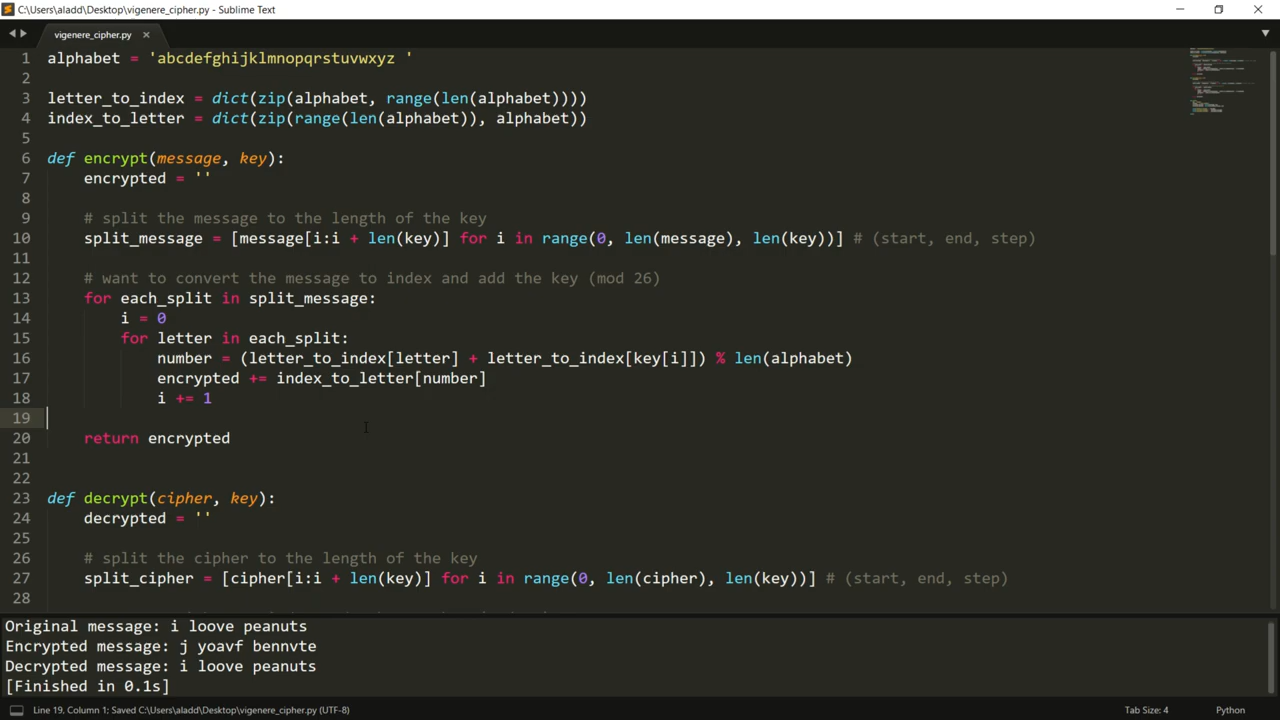 C:\Users\aladd\Desktop\vigenere_cipher.py - Sublime Text
vigenere_cipher.py
1 alphabet = 'abcdefghijklmnopqrstuvwxyz '
2
3 letter_to_index = dict(zip(alphabet, range(len(alphabet))))
4 index_to_letter = dict(zip(range(len(alphabet)), alphabet))
5
6 def encrypt(message, key):
7     encrypted = ''
8
9     # split the message to the length of the key
10     split_message = [message[i:i + len(key)] for i in range(0, len(message), len(key))] # (start, end, step)
11
12     # want to convert the message to index and add the key (mod 26)
13     for each_split in split_message:
14         i = 0
15         for letter in each_split:
16             number = (letter_to_index[letter] + letter_to_index[key[i]]) % len(alphabet)
17             encrypted += index_to_letter[number]
18             i += 1
19
20     return encrypted
21
22
23 def decrypt(cipher, key):
24     decrypted = ''
25
26     # split the cipher to the length of the key
27     split_cipher = [cipher[i:i + len(key)] for i in range(0, len(cipher), len(key))] # (start, end, step)
28
Original message: i loove peanuts
Encrypted message: j yoavf bennvte
Decrypted message: i loove peanuts
[Finished in 0.1s]
Line 19, Column 1; Saved C:\Users\aladd\Desktop\vigenere_cipher.py (UTF-8)
Tab Size: 4
Python